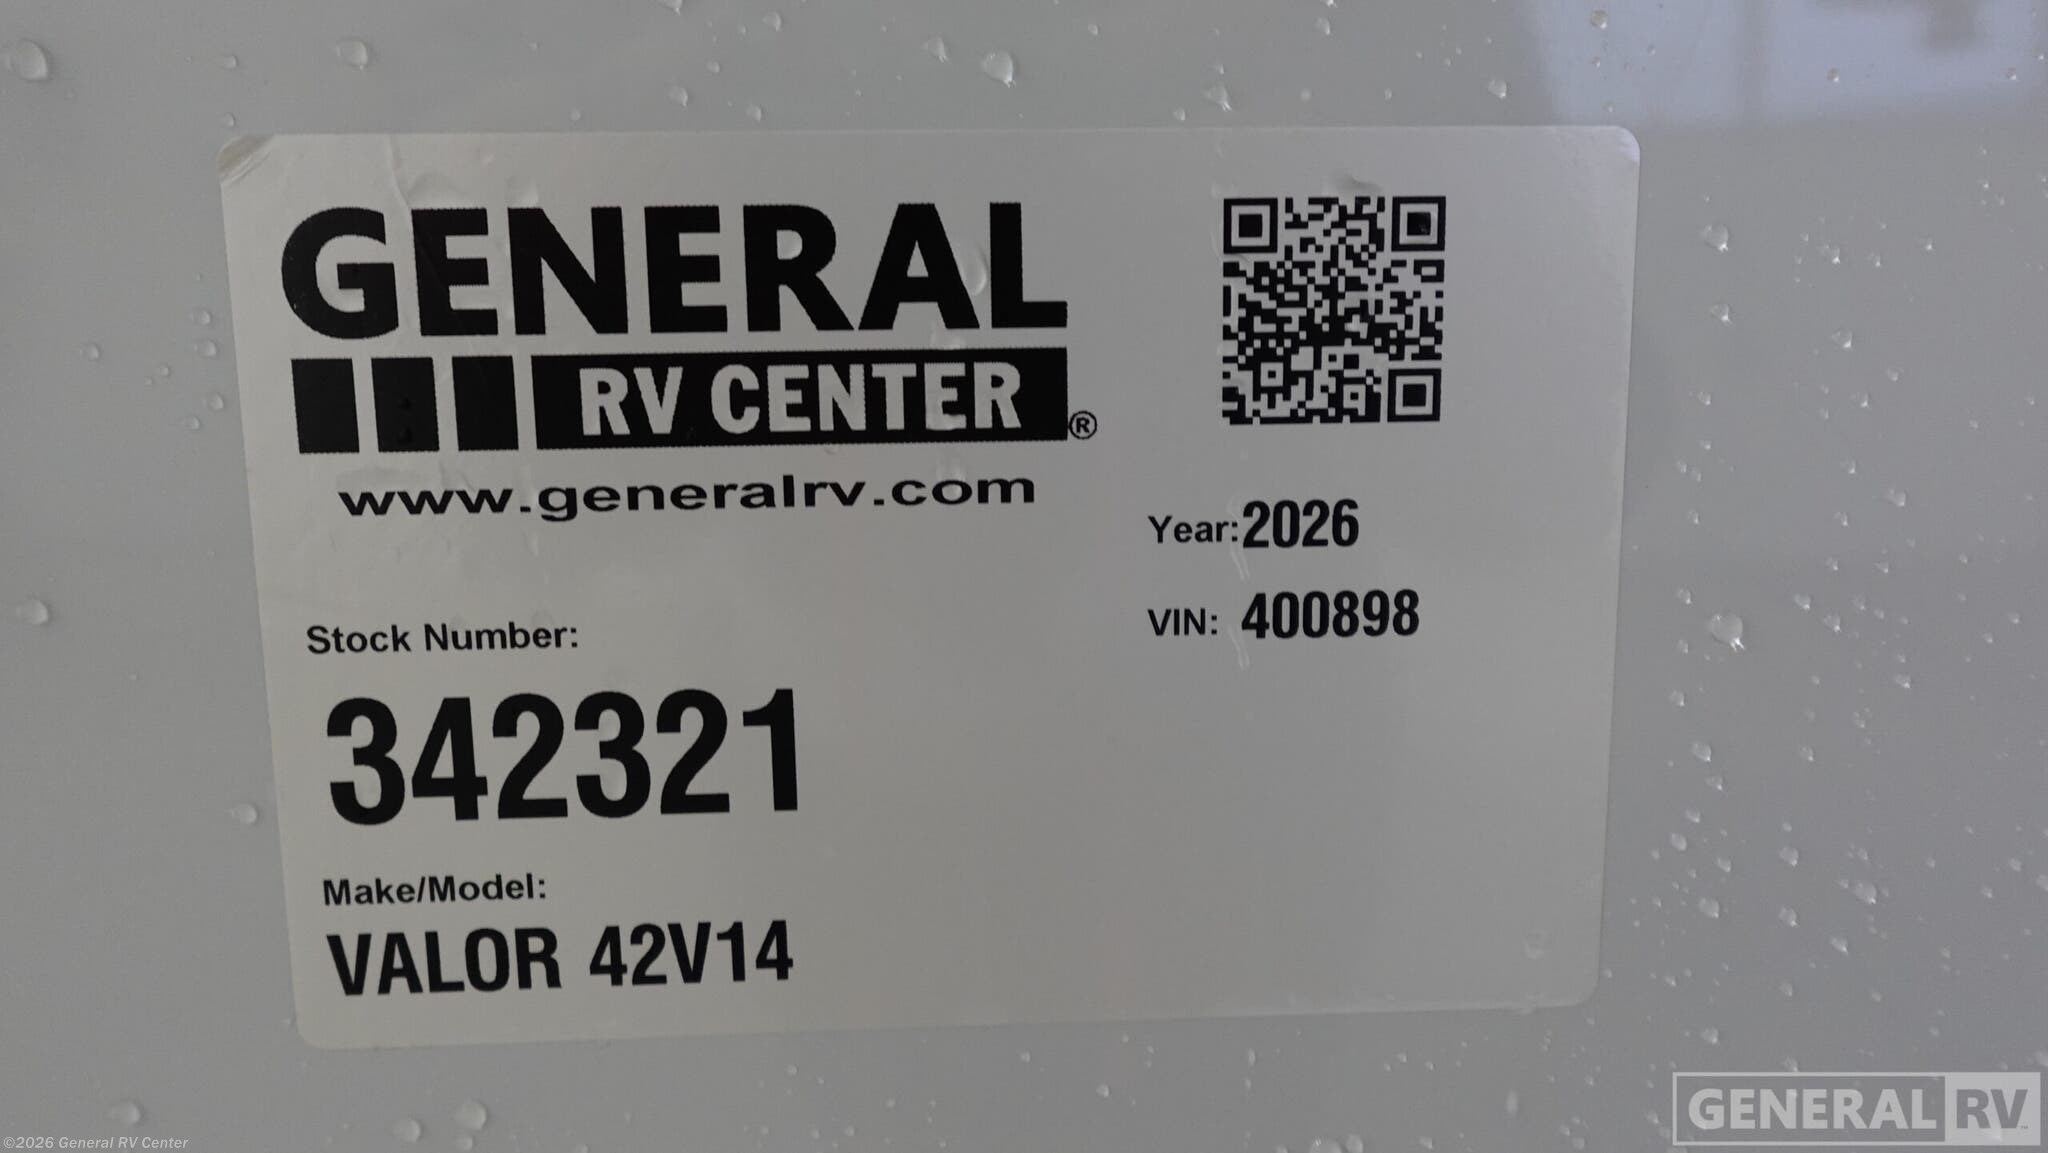 GENERAL
RV CENTER®
www.generalrv.com
Year: 2026
VIN: 400898
Stock Number:
342321
Make/Model:
VALOR 42V14
©2026 General RV Center
GENERAL RV™